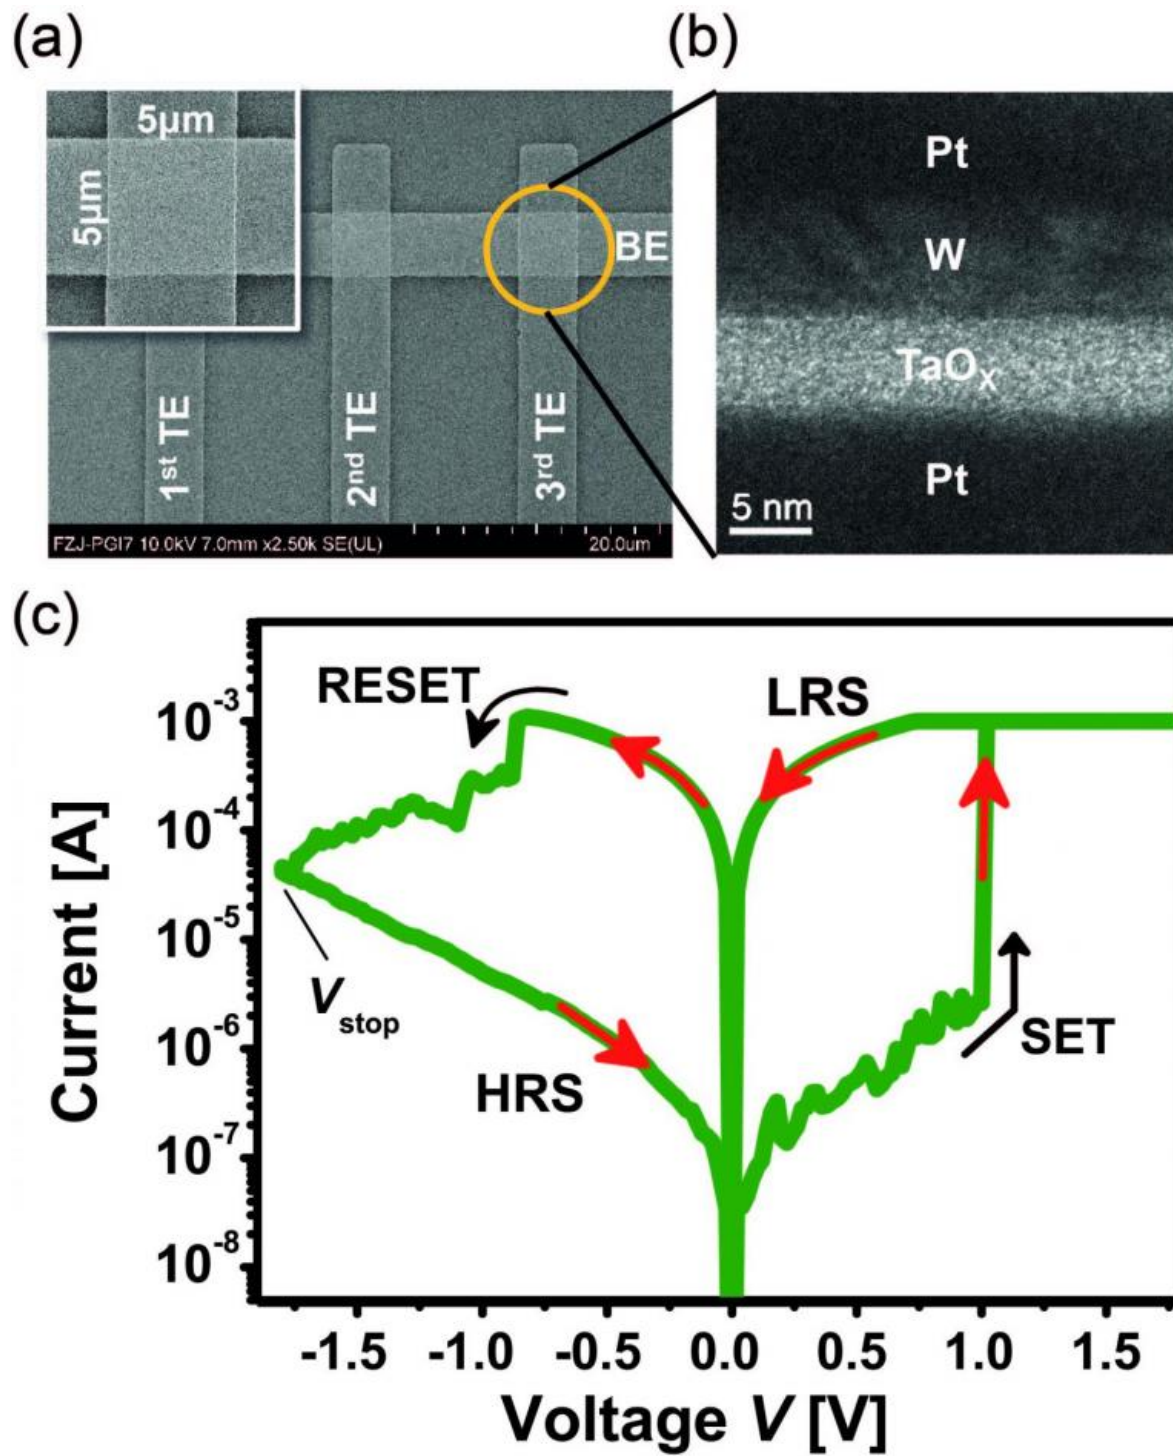 (a)
(b)
5µm
5µm
BE
1st TE
2nd TE
3rd TE
FZJ-PGI7 10.0kV 7.0mm x2.50k SE(UL)
20.0um
Pt
W
TaOX
Pt
5 nm
(c)
RESET
LRS
10-3
10-4
10-5
10-6
10-7
10-8
Current [A]
Vstop
HRS
SET
-1.5 -1.0 -0.5 0.0 0.5 1.0 1.5
Voltage V [V]